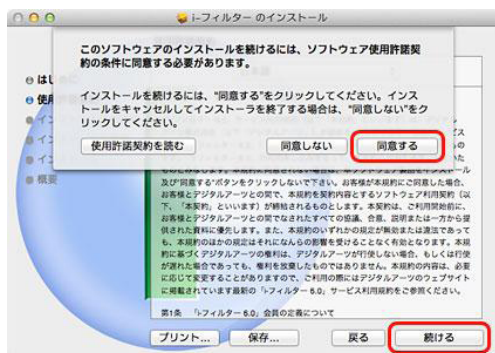 i-フィルター のインストール
このソフトウェアのインストールを続けるには、ソフトウェア使用許諾契
約の条件に同意する必要があります。
インストールを続けるには、"同意する"をクリックしてください。インス
トールをキャンセルしてインストーラを終了する場合は、"同意しない"をク
リックしてください。
使用許諾契約を読む
同意しない
同意する
はじ
使用
概要
及び"同意する"ボタンをクリックしないで下さい。お客様が本規約にご同意した場合、
お客様とデジタルアーツとの間で、本規約を契約内容とするソフトウェア利用契約（以
下、「本契約」といいます）が締結されるものとします。本契約は、ご利用開始前に、
お客様とデジタルアーツとの間でなされたすべての協議、合意、説明または一方から提
供された資料に優先します。また、本規約のいずれかの規定が無効または違法であって
も、本規約のほかの規定はそれになんらの影響を受けることなく有効となります。本規
約に基づくデジタルアーツの権利は、デジタルアーツが行使しない場合、もしくは行使
が遅れた場合であっても、権利を放棄したものではありません。本規約の内容は、必要
に応じて変更することがありますので、ご利用の際にはデジタルアーツのウェブサイト
に掲載されています最新の「i-フィルター 6.0」サービス利用規約をご参照ください。
第1条 「i-フィルター 6.0」会員の定義について
プリント...
保存...
戻る
続ける